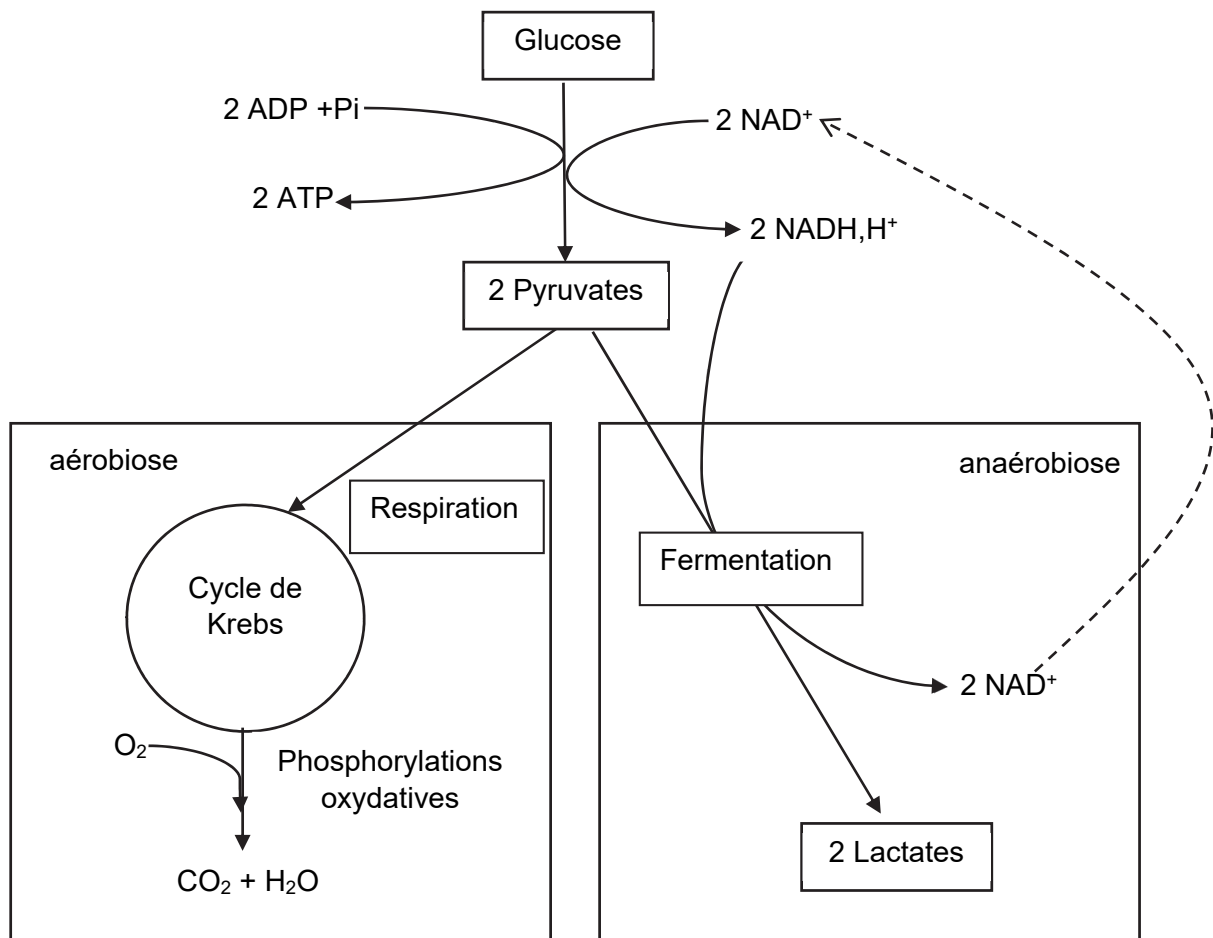 Glucose
2 ADP +Pi
2 NAD⁺
2 ATP
2 NADH,H⁺
2 Pyruvates
aérobiose
anaérobiose
Respiration
Fermentation
Cycle de
Krebs
2 NAD⁺
O₂
Phosphorylations
oxydatives
2 Lactates
CO₂ + H₂O